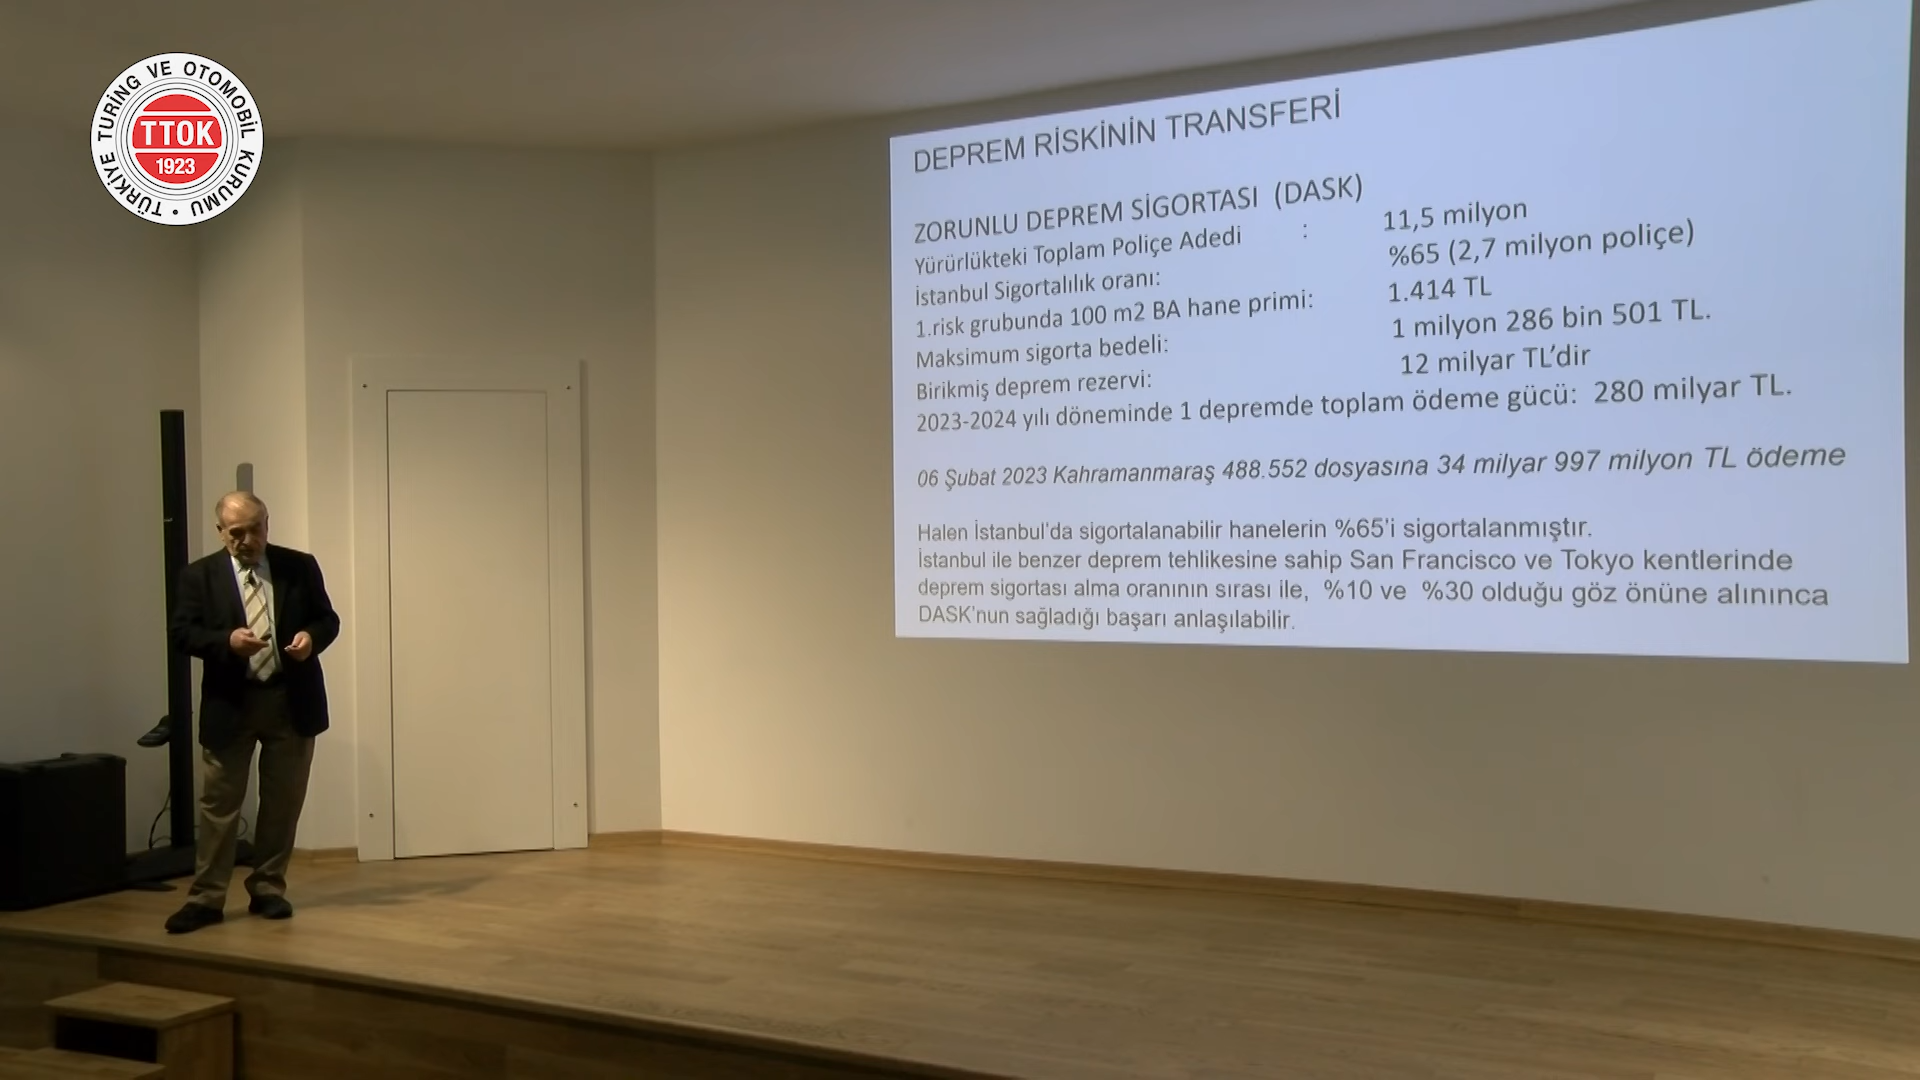 TÜRKİYE TURİNG VE OTOMOBİL KURUMU •
TTOK
1923
DEPREM RİSKİNİN TRANSFERİ
ZORUNLU DEPREM SİGORTASI (DASK)
Yürürlükteki Toplam Poliçe Adedi : 11,5 milyon
İstanbul Sigortalılık oranı: %65 (2,7 milyon poliçe)
1.risk grubunda 100 m2 BA hane primi: 1.414 TL
Maksimum sigorta bedeli: 1 milyon 286 bin 501 TL.
Birikmiş deprem rezervi: 12 milyar TL’dir
2023-2024 yılı döneminde 1 depremde toplam ödeme gücü: 280 milyar TL.
06 Şubat 2023 Kahramanmaraş 488.552 dosyasına 34 milyar 997 milyon TL ödeme
Halen İstanbul’da sigortalanabilir hanelerin %65’i sigortalanmıştır.
İstanbul ile benzer deprem tehlikesine sahip San Francisco ve Tokyo kentlerinde
deprem sigortası alma oranının sırası ile, %10 ve %30 olduğu göz önüne alınınca
DASK’nun sağladığı başarı anlaşılabilir.